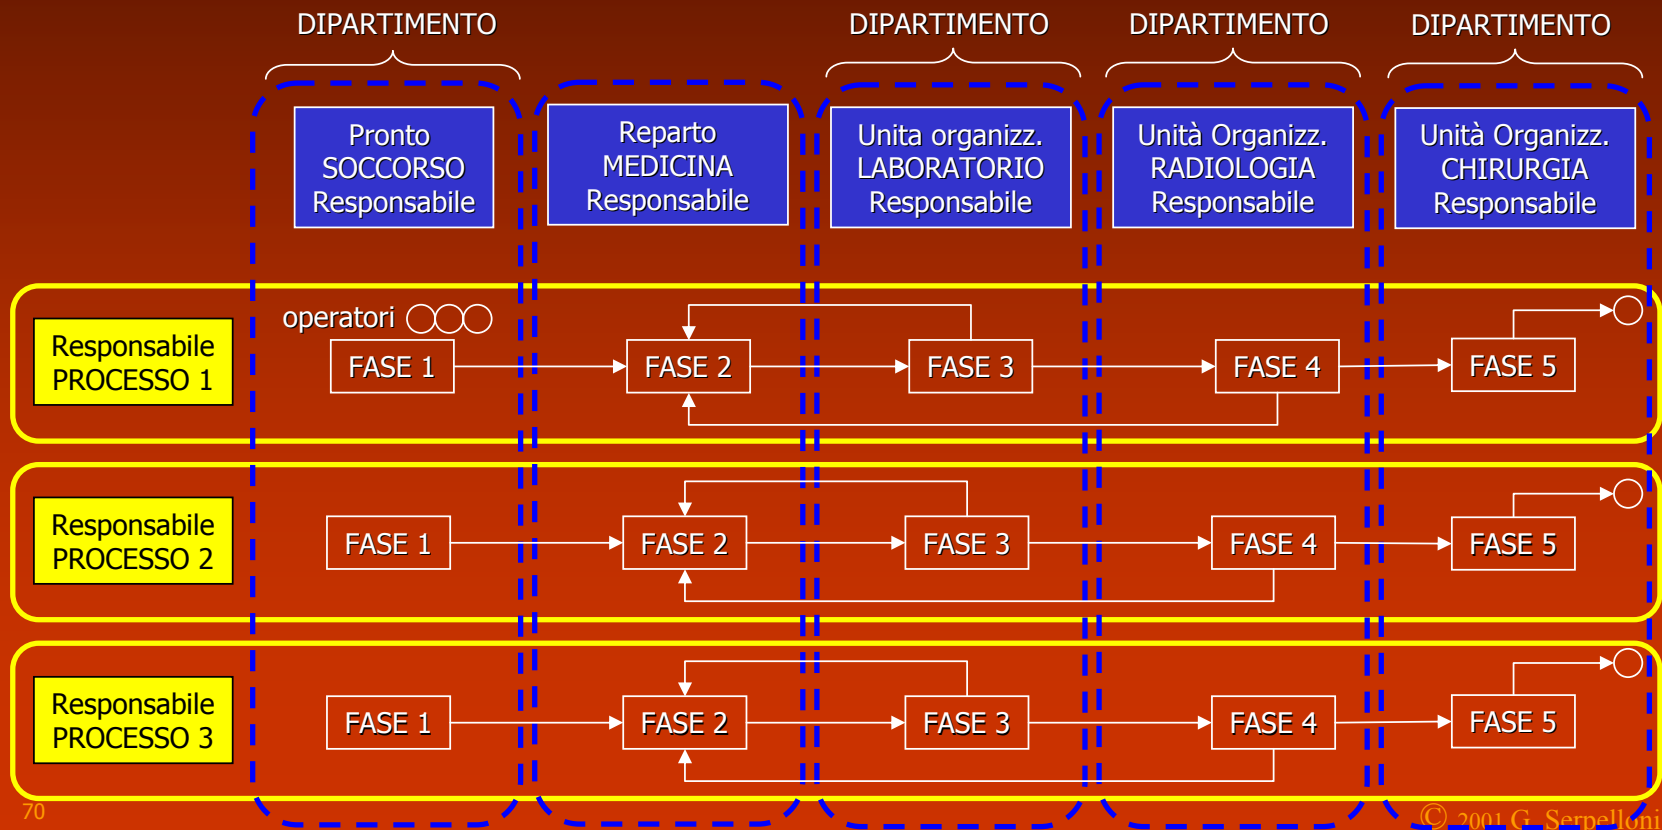 DIPARTIMENTO
DIPARTIMENTO
DIPARTIMENTO
DIPARTIMENTO
Pronto
SOCCORSO
Responsabile
Reparto
MEDICINA
Responsabile
Unita organizz.
LABORATORIO
Responsabile
Unità Organizz.
RADIOLOGIA
Responsabile
Unità Organizz.
CHIRURGIA
Responsabile
operatori
Responsabile
PROCESSO 1
FASE 1
FASE 2
FASE 3
FASE 4
FASE 5
Responsabile
PROCESSO 2
FASE 1
FASE 2
FASE 3
FASE 4
FASE 5
Responsabile
PROCESSO 3
FASE 1
FASE 2
FASE 3
FASE 4
FASE 5
70
© 2001 G. Serpelloni